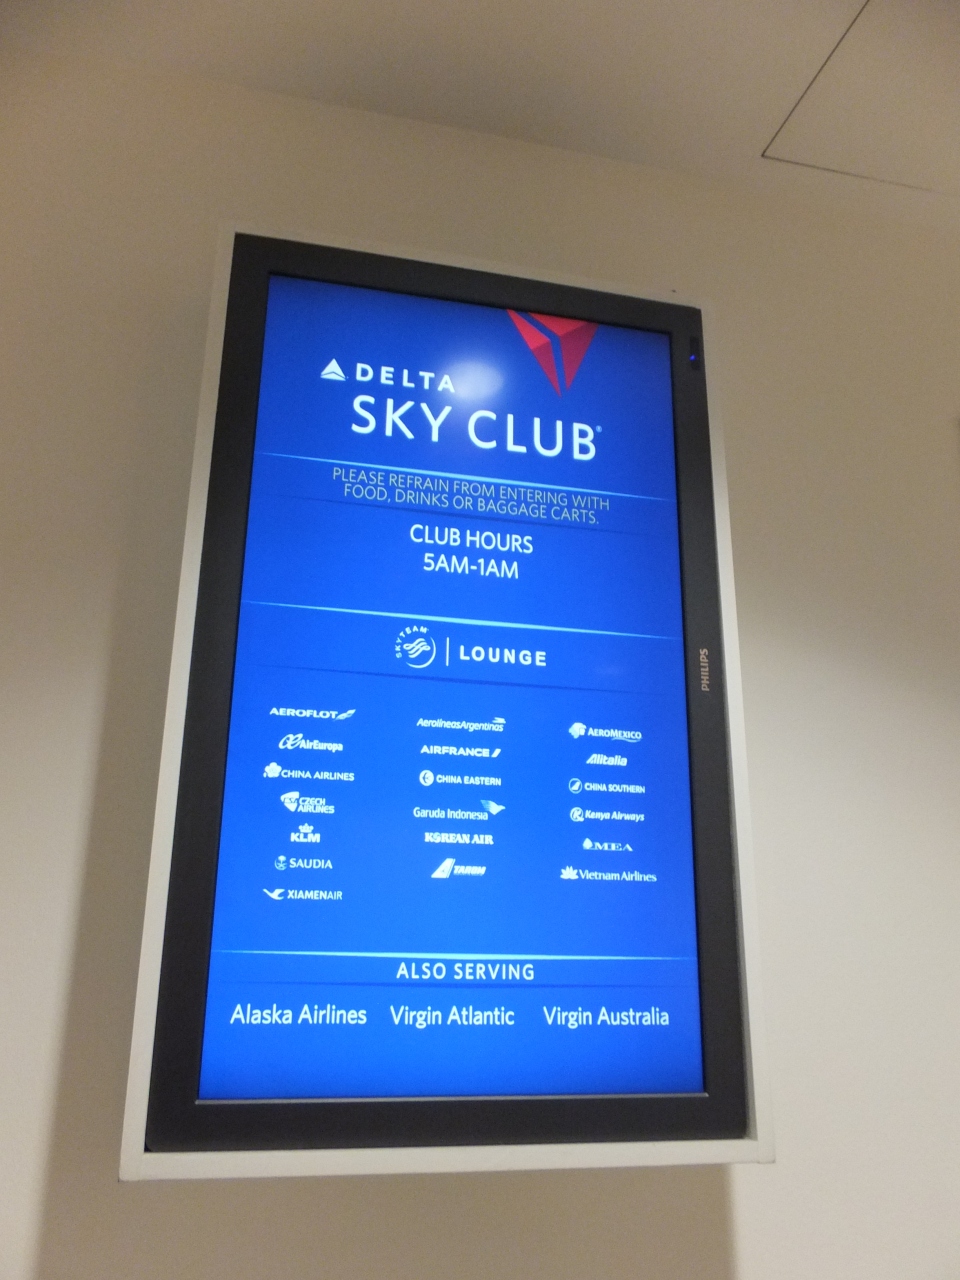 DELTA
SKY CLUB®
PLEASE REFRAIN FROM ENTERING WITH
FOOD, DRINKS OR BAGGAGE CARTS.
CLUB HOURS
5AM-1AM
SKYTEAM LOUNGE
AEROFLOT AerolíneasArgentinas AEROMEXICO
AirEuropa AIRFRANCE Alitalia
CHINA AIRLINES CHINA EASTERN CHINA SOUTHERN
CSA CZECH AIRLINES Garuda Indonesia Kenya Airways
KLM KOREAN AIR MEA
SAUDIA TAROM Vietnam Airlines
XIAMENAIR
ALSO SERVING
Alaska Airlines Virgin Atlantic Virgin Australia
PHILIPS